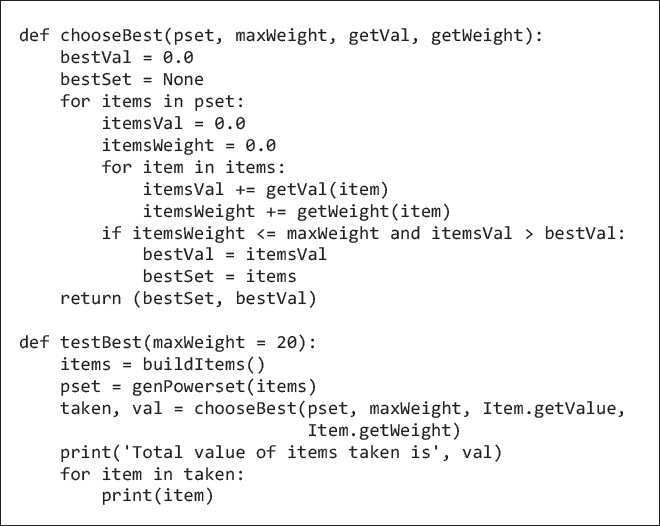 def chooseBest(pset, maxWeight, getVal, getWeight):
    bestVal = 0.0
    bestSet = None
    for items in pset:
        itemsVal = 0.0
        itemsWeight = 0.0
        for item in items:
            itemsVal += getVal(item)
            itemsWeight += getWeight(item)
        if itemsWeight <= maxWeight and itemsVal > bestVal:
            bestVal = itemsVal
            bestSet = items
    return (bestSet, bestVal)

def testBest(maxWeight = 20):
    items = buildItems()
    pset = genPowerset(items)
    taken, val = chooseBest(pset, maxWeight, Item.getValue,
                            Item.getWeight)
    print('Total value of items taken is', val)
    for item in taken:
        print(item)